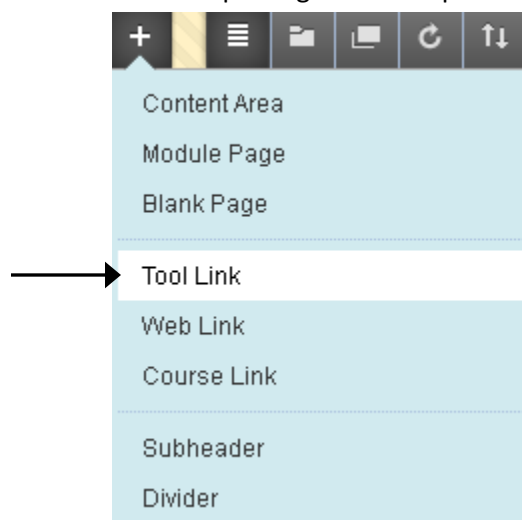 Content Area
Module Page
Blank Page
Tool Link
Web Link
Course Link
Subheader
Divider